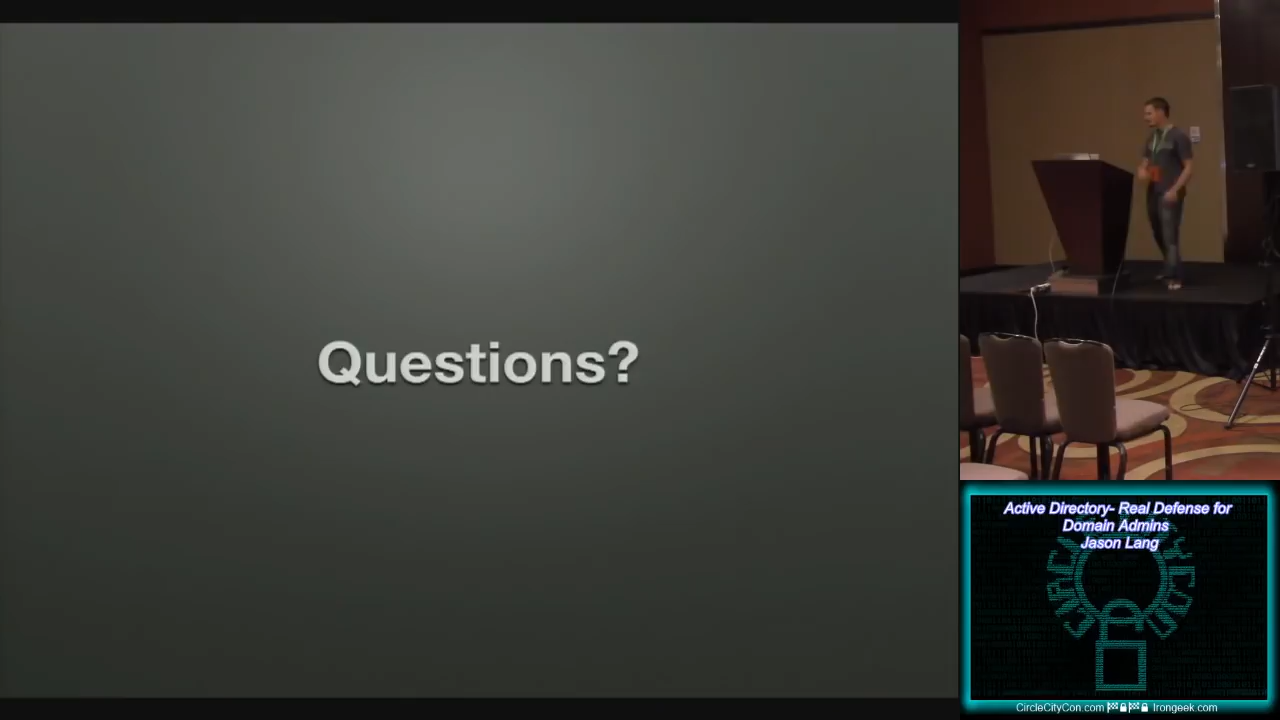 Questions?
Active Directory- Real Defense for
Domain Admins
Jason Lang
CircleCityCon.com Irongeek.com